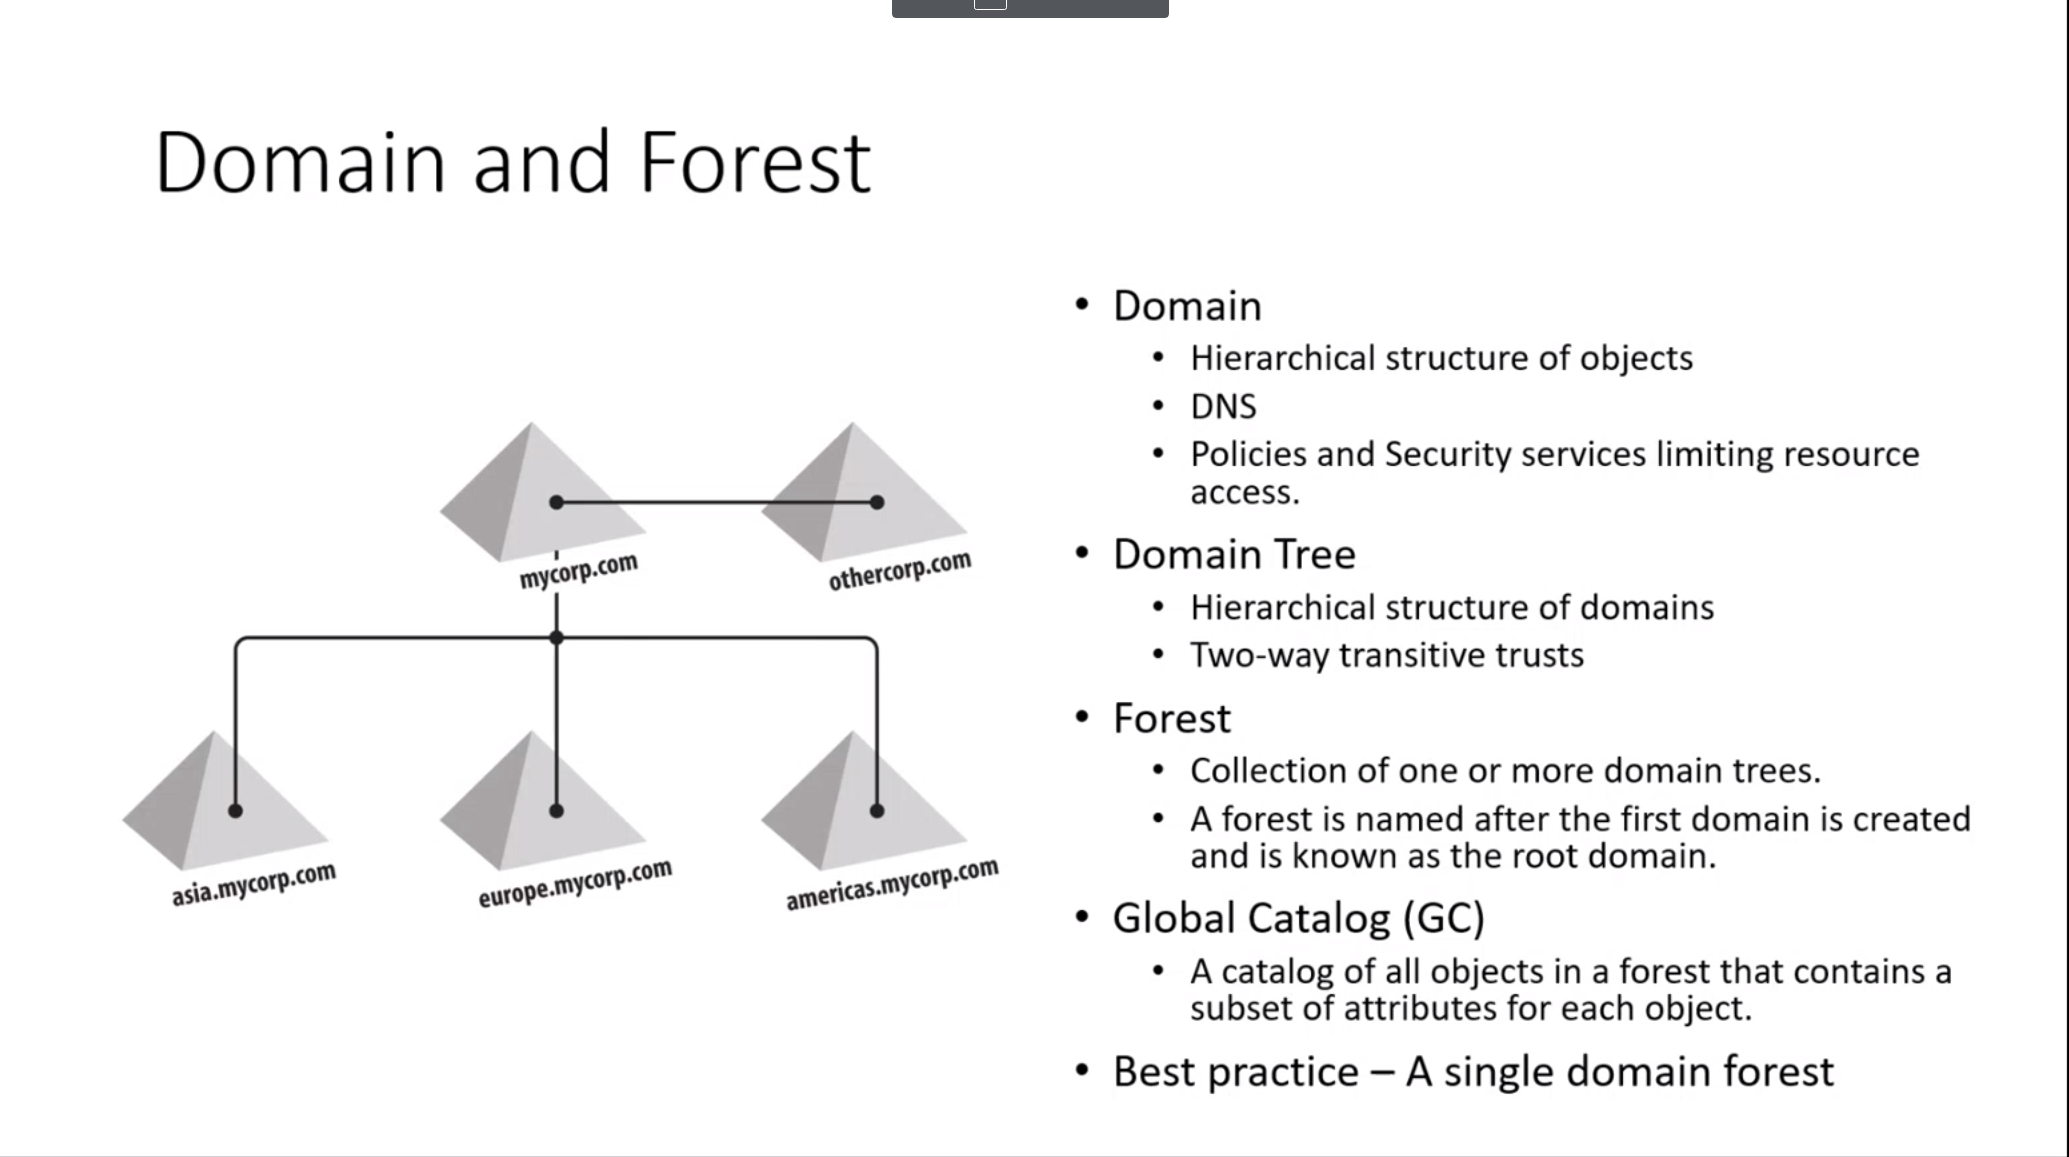 Domain and Forest
mycorp.com
othercorp.com
asia.mycorp.com
europe.mycorp.com
americas.mycorp.com
• Domain
• Hierarchical structure of objects
• DNS
• Policies and Security services limiting resource
access.
• Domain Tree
• Hierarchical structure of domains
• Two-way transitive trusts
• Forest
• Collection of one or more domain trees.
• A forest is named after the first domain is created
and is known as the root domain.
• Global Catalog (GC)
• A catalog of all objects in a forest that contains a
subset of attributes for each object.
• Best practice – A single domain forest